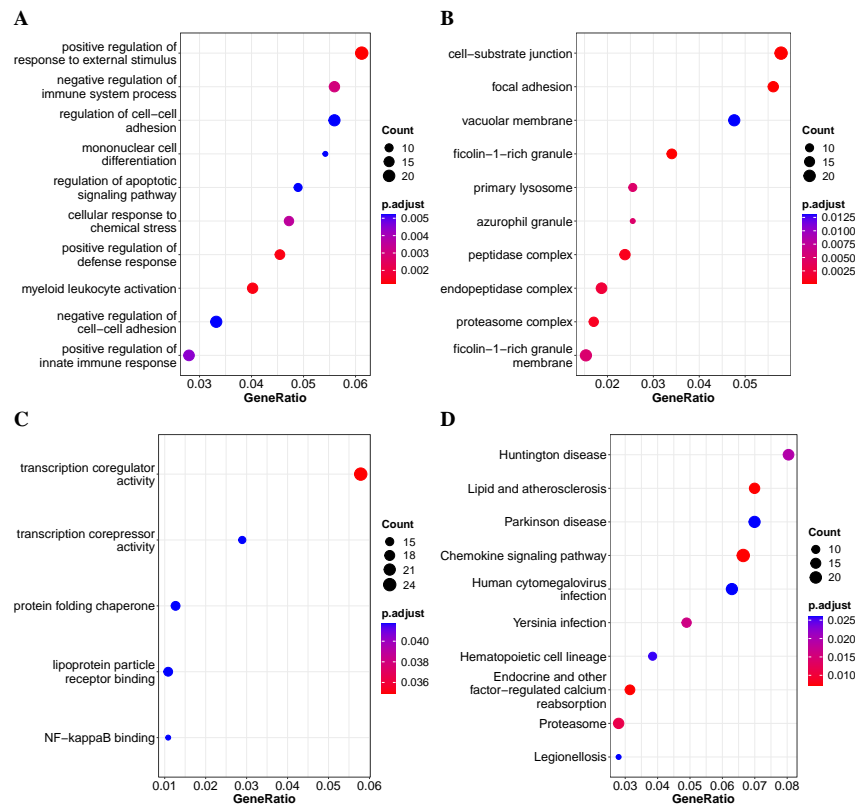 A
positive regulation of
response to external stimulus
negative regulation of
immune system process
regulation of cell−cell
adhesion
mononuclear cell
differentiation
regulation of apoptotic
signaling pathway
cellular response to
chemical stress
positive regulation of
defense response
myeloid leukocyte activation
negative regulation of
cell−cell adhesion
positive regulation of
innate immune response
0.03
0.04
0.05
0.06
GeneRatio
Count
10
15
20
p.adjust
0.005
0.004
0.003
0.002
B
cell−substrate junction
focal adhesion
vacuolar membrane
ficolin−1−rich granule
primary lysosome
azurophil granule
peptidase complex
endopeptidase complex
proteasome complex
ficolin−1−rich granule
membrane
0.02
0.03
0.04
0.05
GeneRatio
Count
10
15
20
p.adjust
0.0125
0.0100
0.0075
0.0050
0.0025
C
transcription coregulator
activity
transcription corepressor
activity
protein folding chaperone
lipoprotein particle
receptor binding
NF−kappaB binding
0.01
0.02
0.03
0.04
0.05
0.06
GeneRatio
Count
15
18
21
24
p.adjust
0.040
0.038
0.036
D
Huntington disease
Lipid and atherosclerosis
Parkinson disease
Chemokine signaling pathway
Human cytomegalovirus
infection
Yersinia infection
Hematopoietic cell lineage
Endocrine and other
factor−regulated calcium
reabsorption
Proteasome
Legionellosis
0.03
0.04
0.05
0.06
0.07
0.08
GeneRatio
Count
10
15
20
p.adjust
0.025
0.020
0.015
0.010